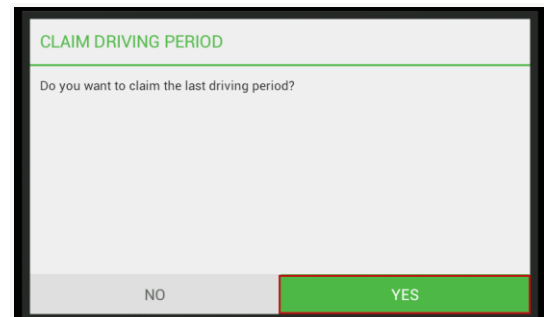 CLAIM DRIVING PERIOD
Do you want to claim the last driving period?
NO
YES